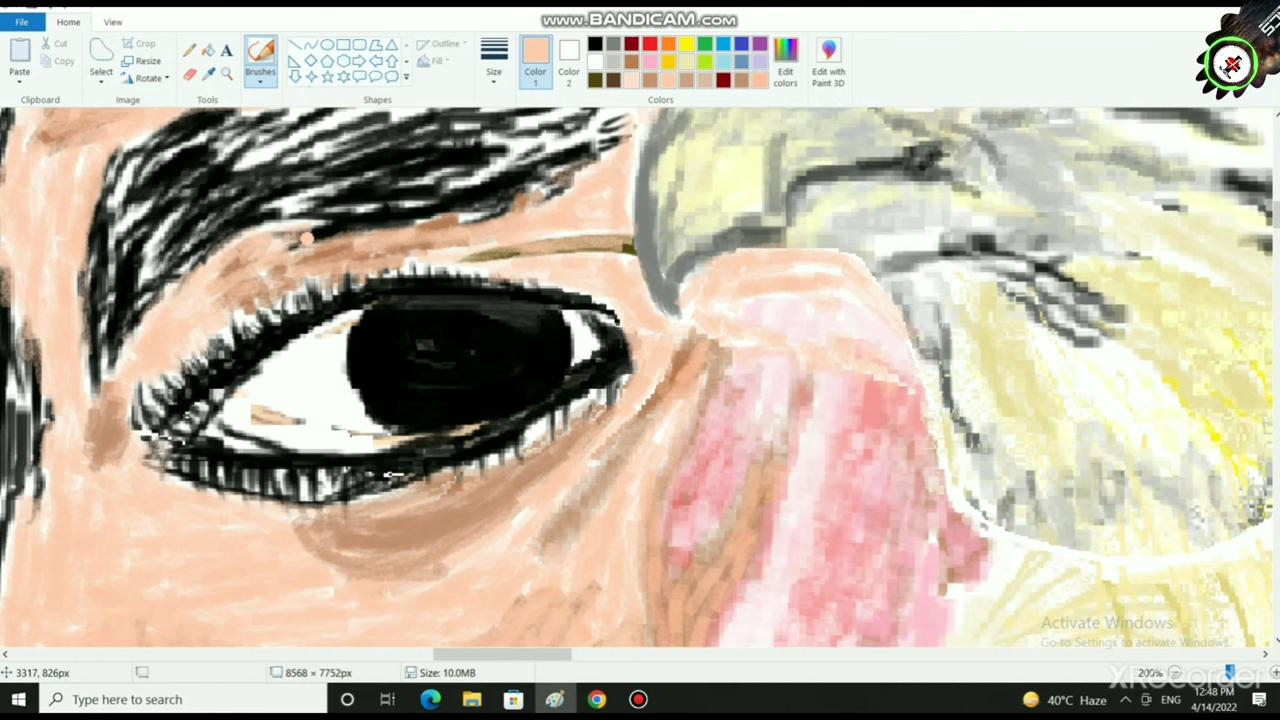 www.BANDICAM.com
File Home View
Paste
Cut
Copy
Clipboard
Select
Crop
Resize
Rotate
Image
A
Tools
Brushes
Outline
Fill
Shapes
Size
Color
1
Color
2
Colors
Edit
colors
Edit with
Paint 3D
Activate Windows
Go to Settings to activate Windows.
3317, 826px
8568 × 7752px
Size: 10.0MB
200%
XRecorder
Type here to search
40°C Haze
ENG
12:48 PM
4/14/2022